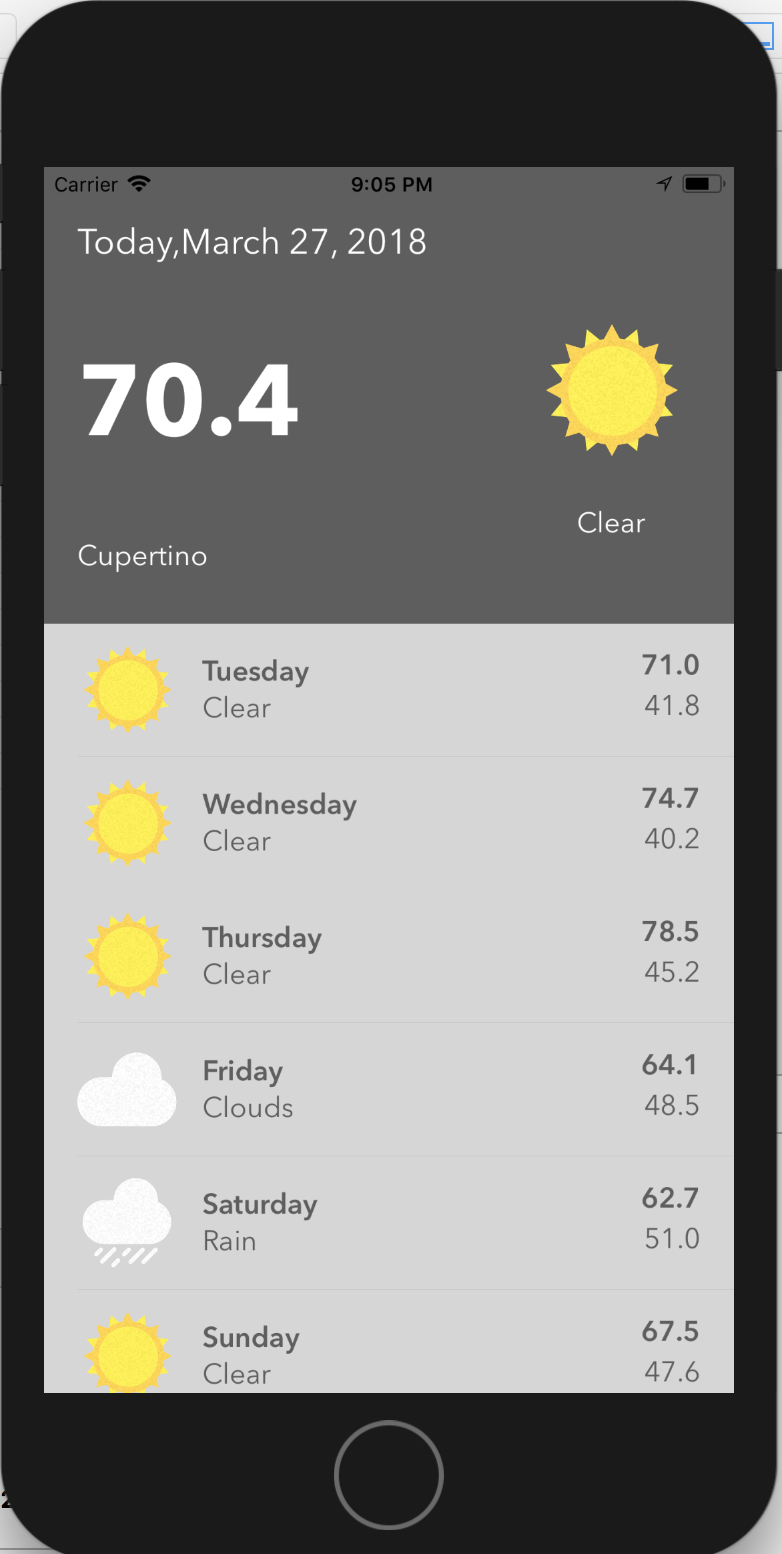 Carrier 9:05 PM
Today,March 27, 2018
70.4
Clear
Cupertino
Tuesday 71.0
Clear 41.8
Wednesday 74.7
Clear 40.2
Thursday 78.5
Clear 45.2
Friday 64.1
Clouds 48.5
Saturday 62.7
Rain 51.0
Sunday 67.5
Clear 47.6